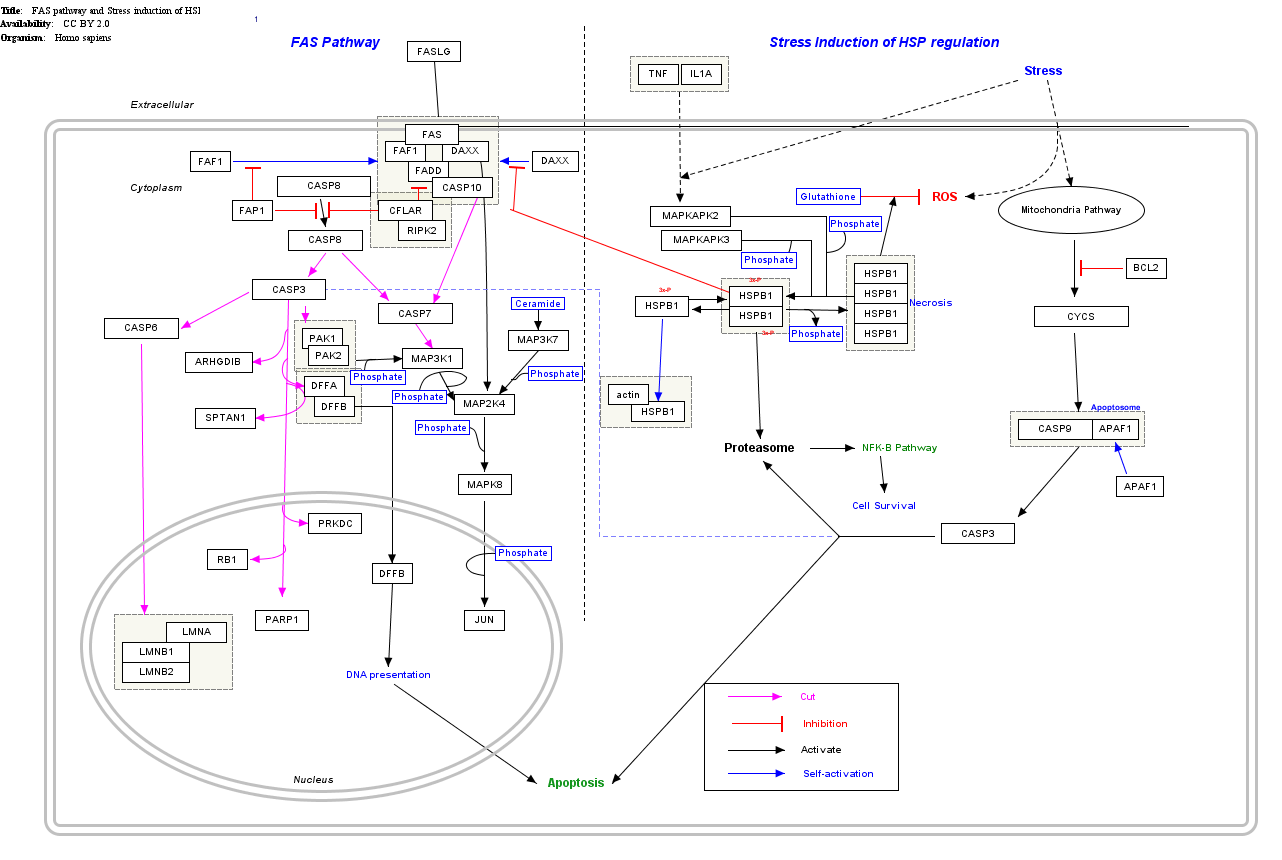 Title: FAS pathway and Stress induction of HSI
Availability: CC BY 2.0
Organism: Homo sapiens
1
FAS Pathway
Stress Induction of HSP regulation
FASLG
TNF
IL1A
Stress
Extracellular
FAS
FAF1
DAXX
FADD
CASP10
FAF1
DAXX
Cytoplasm
CASP8
FAP1
CFLAR
RIPK2
CASP8
Glutathione
ROS
MAPKAPK2
Phosphate
MAPKAPK3
Phosphate
Mitochondria Pathway
BCL2
CASP3
CASP7
Ceramide
3x-P
HSPB1
3x-P
HSPB1
HSPB1
3x-P
HSPB1
HSPB1
HSPB1
HSPB1
Necrosis
Phosphate
CYCS
CASP6
PAK1
PAK2
MAP3K1
MAP3K7
ARHGDIB
Phosphate
Phosphate
Phosphate
DFFA
DFFB
MAP2K4
SPTAN1
Phosphate
actin
HSPB1
Apoptosome
CASP9
APAF1
APAF1
Proteasome
NFK-B Pathway
Cell Survival
MAPK8
PRKDC
CASP3
RB1
DFFB
Phosphate
PARP1
JUN
LMNA
LMNB1
LMNB2
DNA presentation
Nucleus
Apoptosis
Cut
Inhibition
Activate
Self-activation